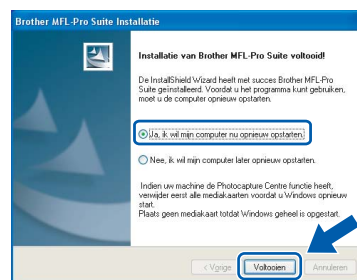 Brother MFL-Pro Suite Installatie
Installatie van Brother MFL-Pro Suite voltooid!
De InstallShield Wizard heeft met succes Brother MFL-Pro
Suite geïnstalleerd. Voordat u het programma kunt gebruiken,
moet u de computer opnieuw opstarten.
Ja, ik wil mijn computer nu opnieuw opstarten.
Nee, ik wil mijn computer later opnieuw opstarten.
Indien uw machine de Photocapture Centre functie heeft,
verwijder eerst alle mediakaarten voordat u Windows opnieuw
start.
Plaats geen mediakaart totdat Windows geheel is opgestart.
< Vorige Voltooien Annuleren